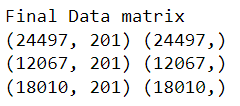 Final Data matrix
(24497, 201) (24497,)
(12067, 201) (12067,)
(18010, 201) (18010,)